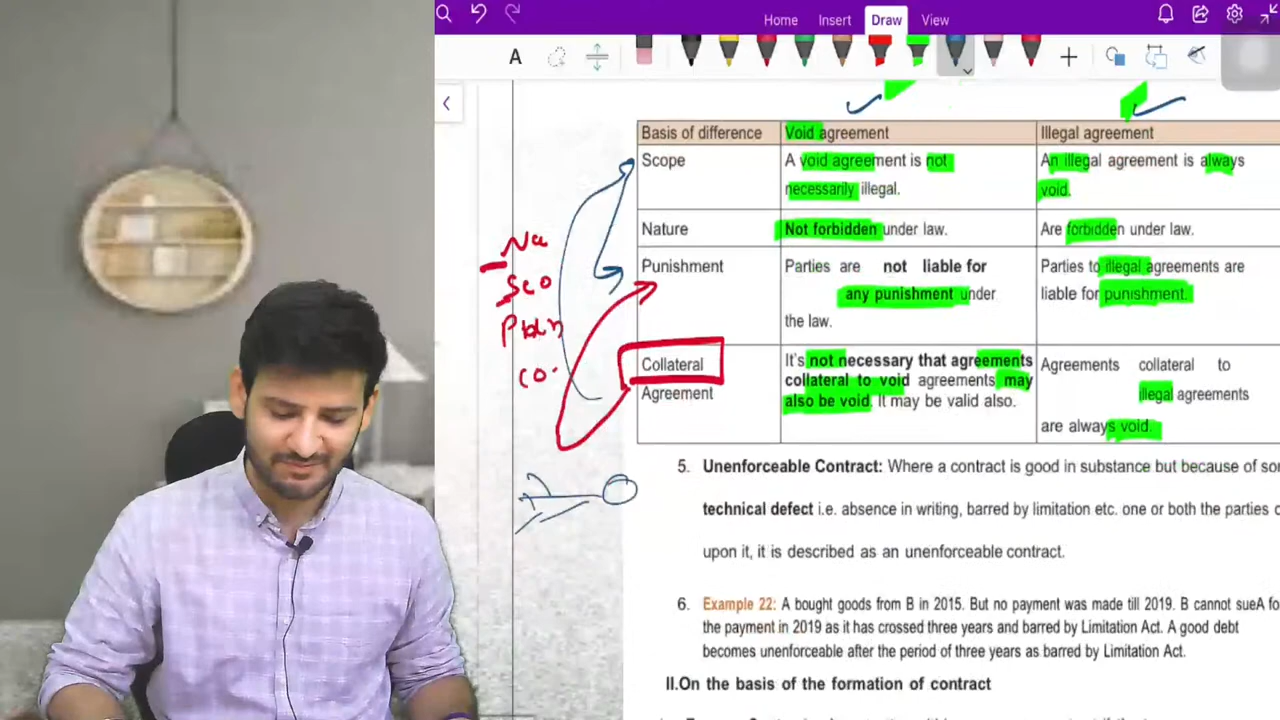 Home Insert Draw View
A
Basis of difference Void agreement Illegal agreement
Scope A void agreement is not An illegal agreement is always
necessarily illegal. void.
Nature Not forbidden under law. Are forbidden under law.
Punishment Parties are not liable for Parties to illegal agreements are
any punishment under liable for punishment.
the law.
Collateral It's not necessary that agreements Agreements collateral to
collateral to void agreements may illegal agreements
Agreement also be void. It may be valid also. are always void.
Na
Sco
co.
5. Unenforceable Contract: Where a contract is good in substance but because of
technical defect i.e. absence in writing, barred by limitation etc. one or both the parties
upon it, it is described as an unenforceable contract.
6. Example 22: A bought goods from B in 2015. But no payment was made till 2019. B cannot sueA
the payment in 2019 as it has crossed three years and barred by Limitation Act. A good debt
becomes unenforceable after the period of three years as barred by Limitation Act.
II.On the basis of the formation of contract